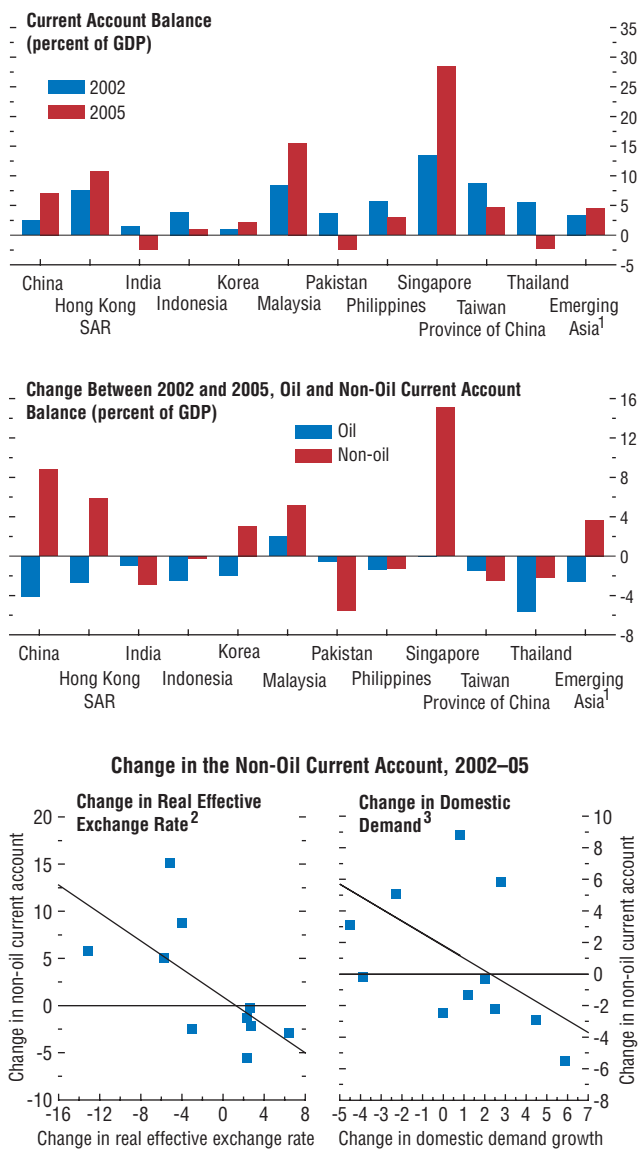 Current Account Balance
(percent of GDP)
2002
2005
35
30
25
20
15
10
5
0
-5
China
India
Korea
Pakistan
Singapore
Thailand
Hong Kong
SAR
Indonesia
Malaysia
Philippines
Taiwan
Province of China
Emerging
Asia1
Change Between 2002 and 2005, Oil and Non-Oil Current Account
Balance (percent of GDP)
Oil
Non-oil
16
12
8
4
0
-4
-8
China
India
Korea
Pakistan
Singapore
Thailand
Hong Kong
SAR
Indonesia
Malaysia
Philippines
Taiwan
Province of China
Emerging
Asia1
Change in the Non-Oil Current Account, 2002–05
Change in Real Effective
Exchange Rate2
Change in non-oil current account
20
15
10
5
0
-5
-10
-16 -12 -8 -4 0 4 8
Change in real effective exchange rate
Change in Domestic
Demand3
10
8
6
4
2
0
-2
-4
-6
-8
Change in non-oil current account
-5 -4 -3 -2 -1 0 1 2 3 4 5 6 7
Change in domestic demand growth